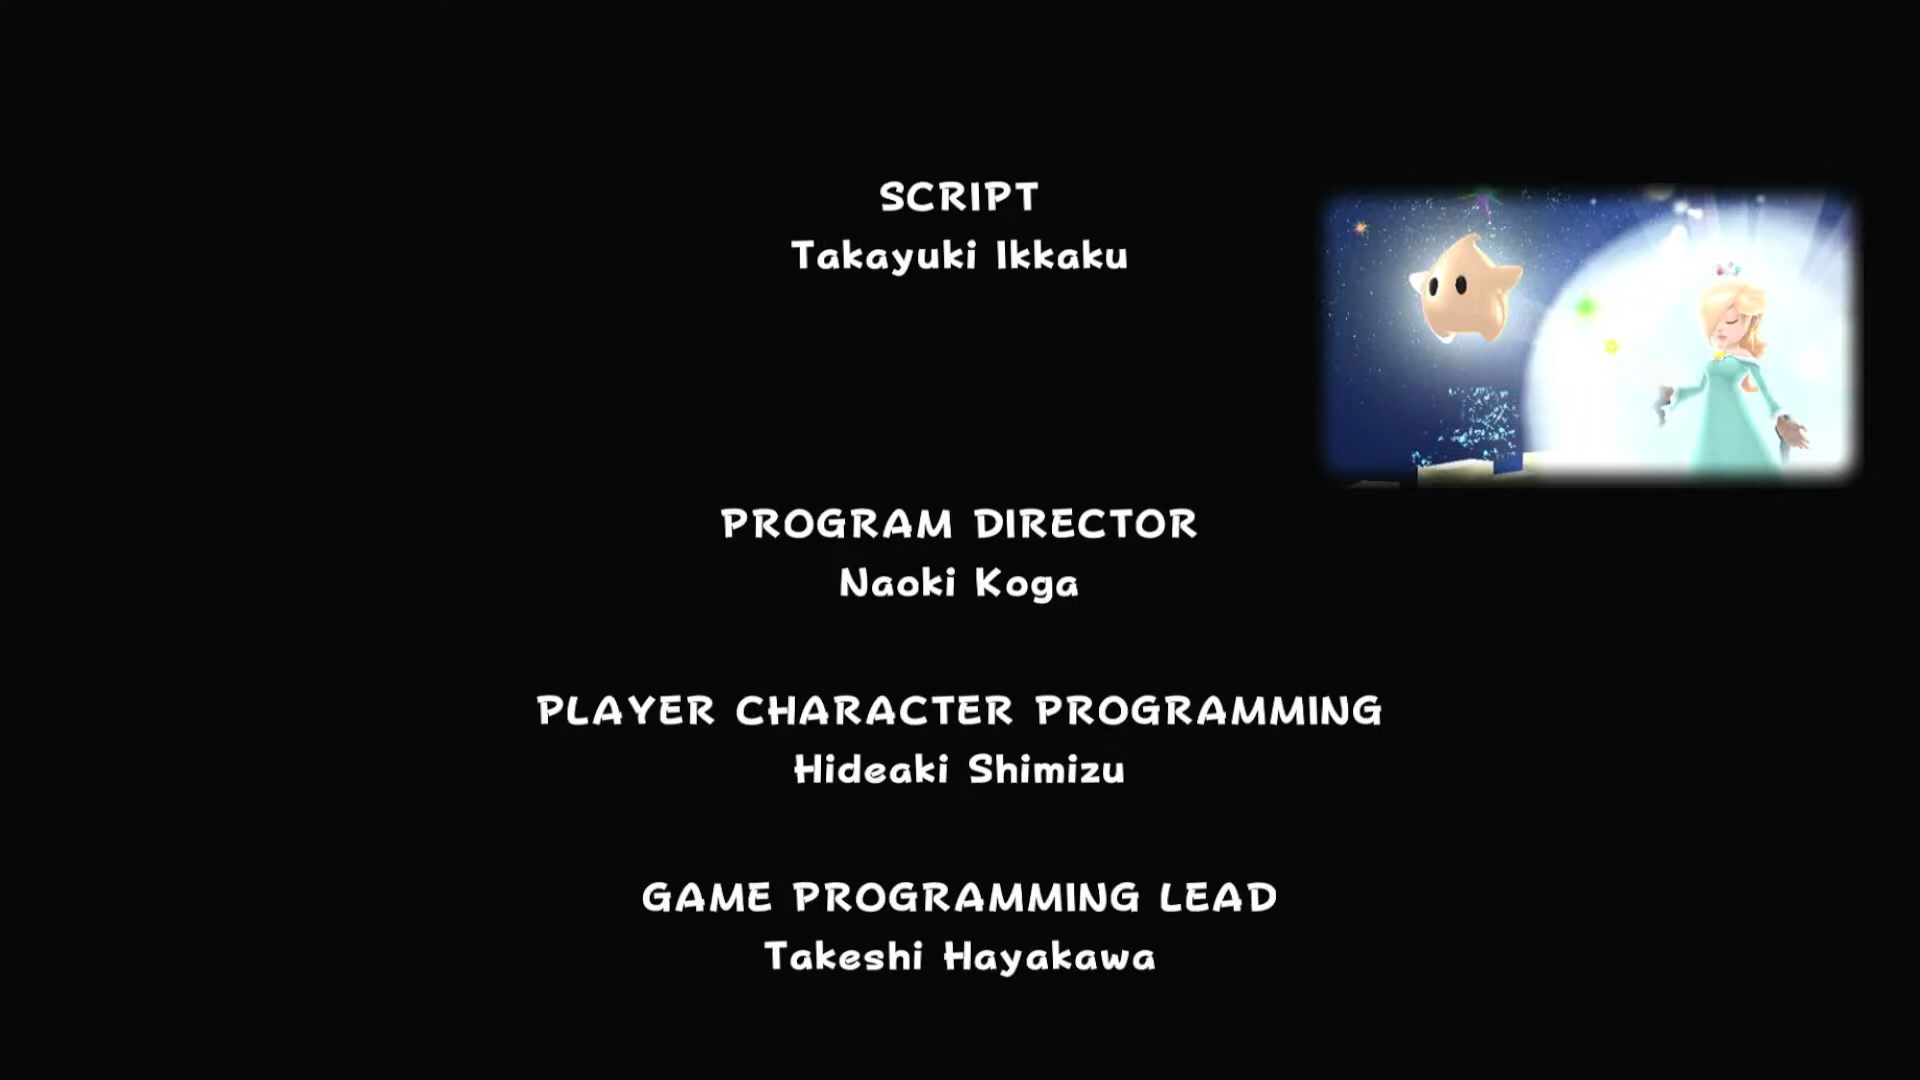 SCRIPT
Takayuki Ikkaku
PROGRAM DIRECTOR
Naoki Koga
PLAYER CHARACTER PROGRAMMING
Hideaki Shimizu
GAME PROGRAMMING LEAD
Takeshi Hayakawa